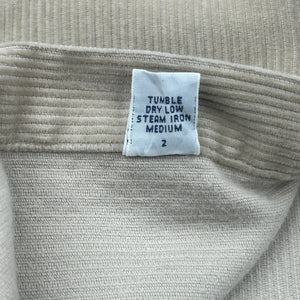 TUMBLE
DRY LOW
STEAM IRON
MEDIUM
2